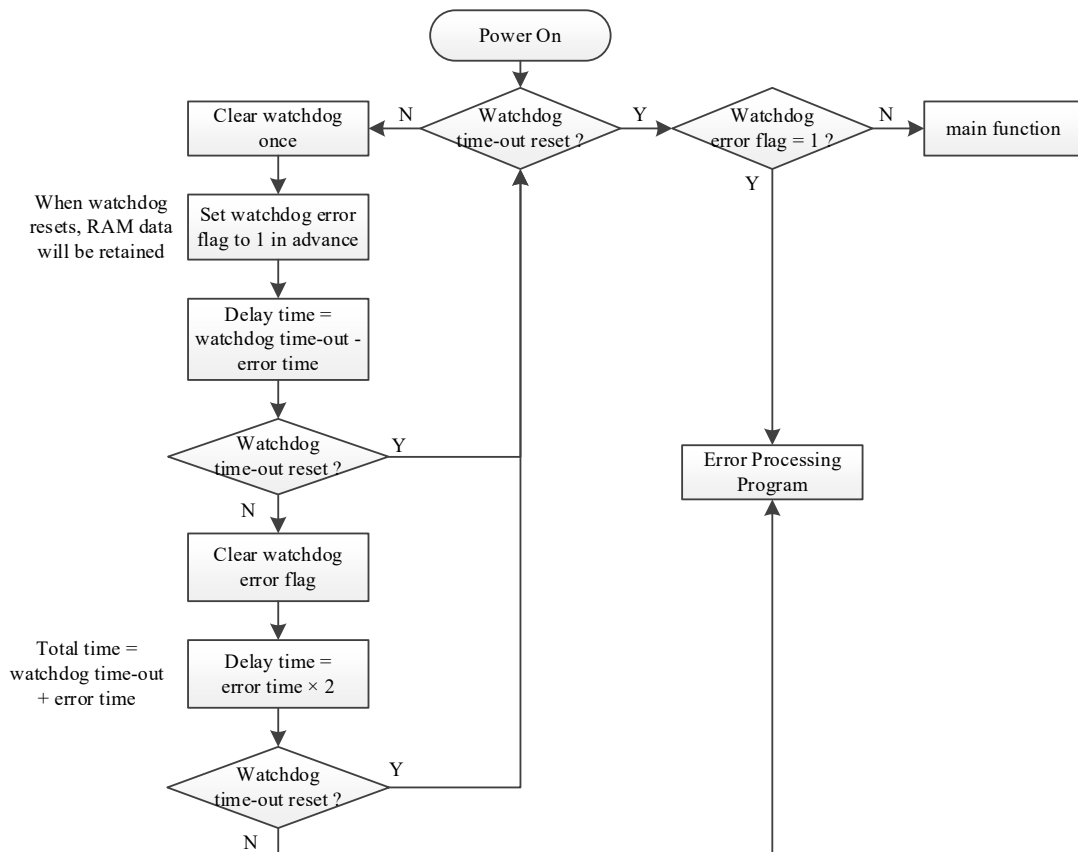 Power On
N
Watchdog
time-out reset ?
Y
Watchdog
error flag = 1 ?
N
main function
Clear watchdog
once
Y
When watchdog
resets, RAM data
will be retained
Set watchdog error
flag to 1 in advance
Delay time =
watchdog time-out -
error time
Watchdog
time-out reset ?
Y
N
Error Processing
Program
Clear watchdog
error flag
Total time =
watchdog time-out
+ error time
Delay time =
error time × 2
Watchdog
time-out reset ?
Y
N